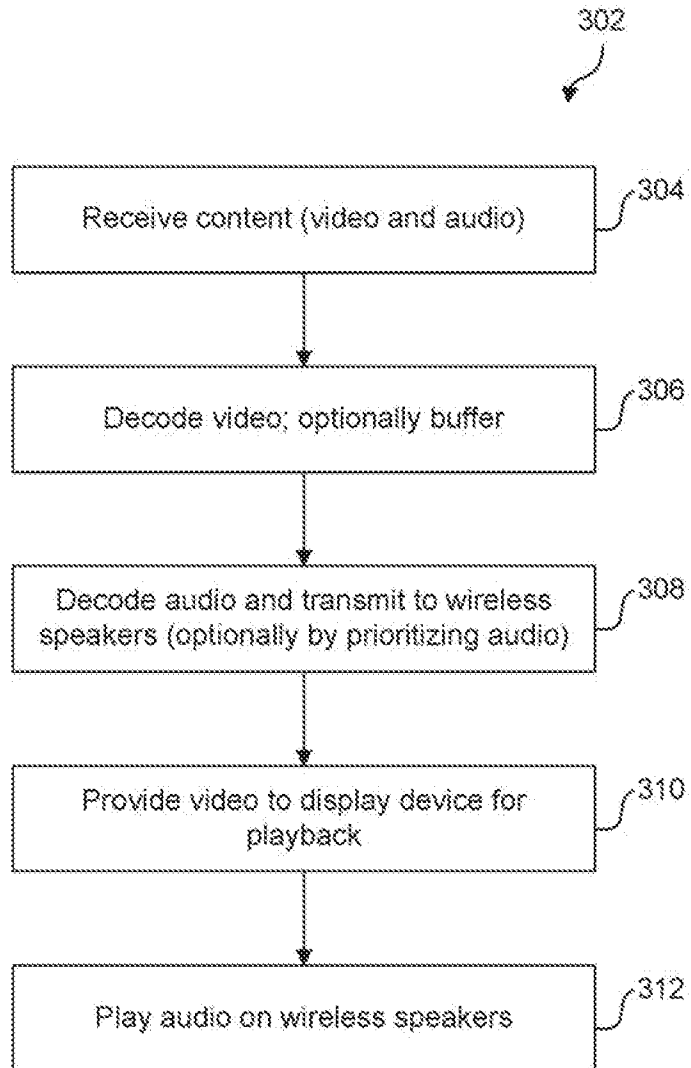 302
Receive content (video and audio)
304
Decode video; optionally buffer
306
Decode audio and transmit to wireless
speakers (optionally by prioritizing audio)
308
Provide video to display device for
playback
310
Play audio on wireless speakers
312